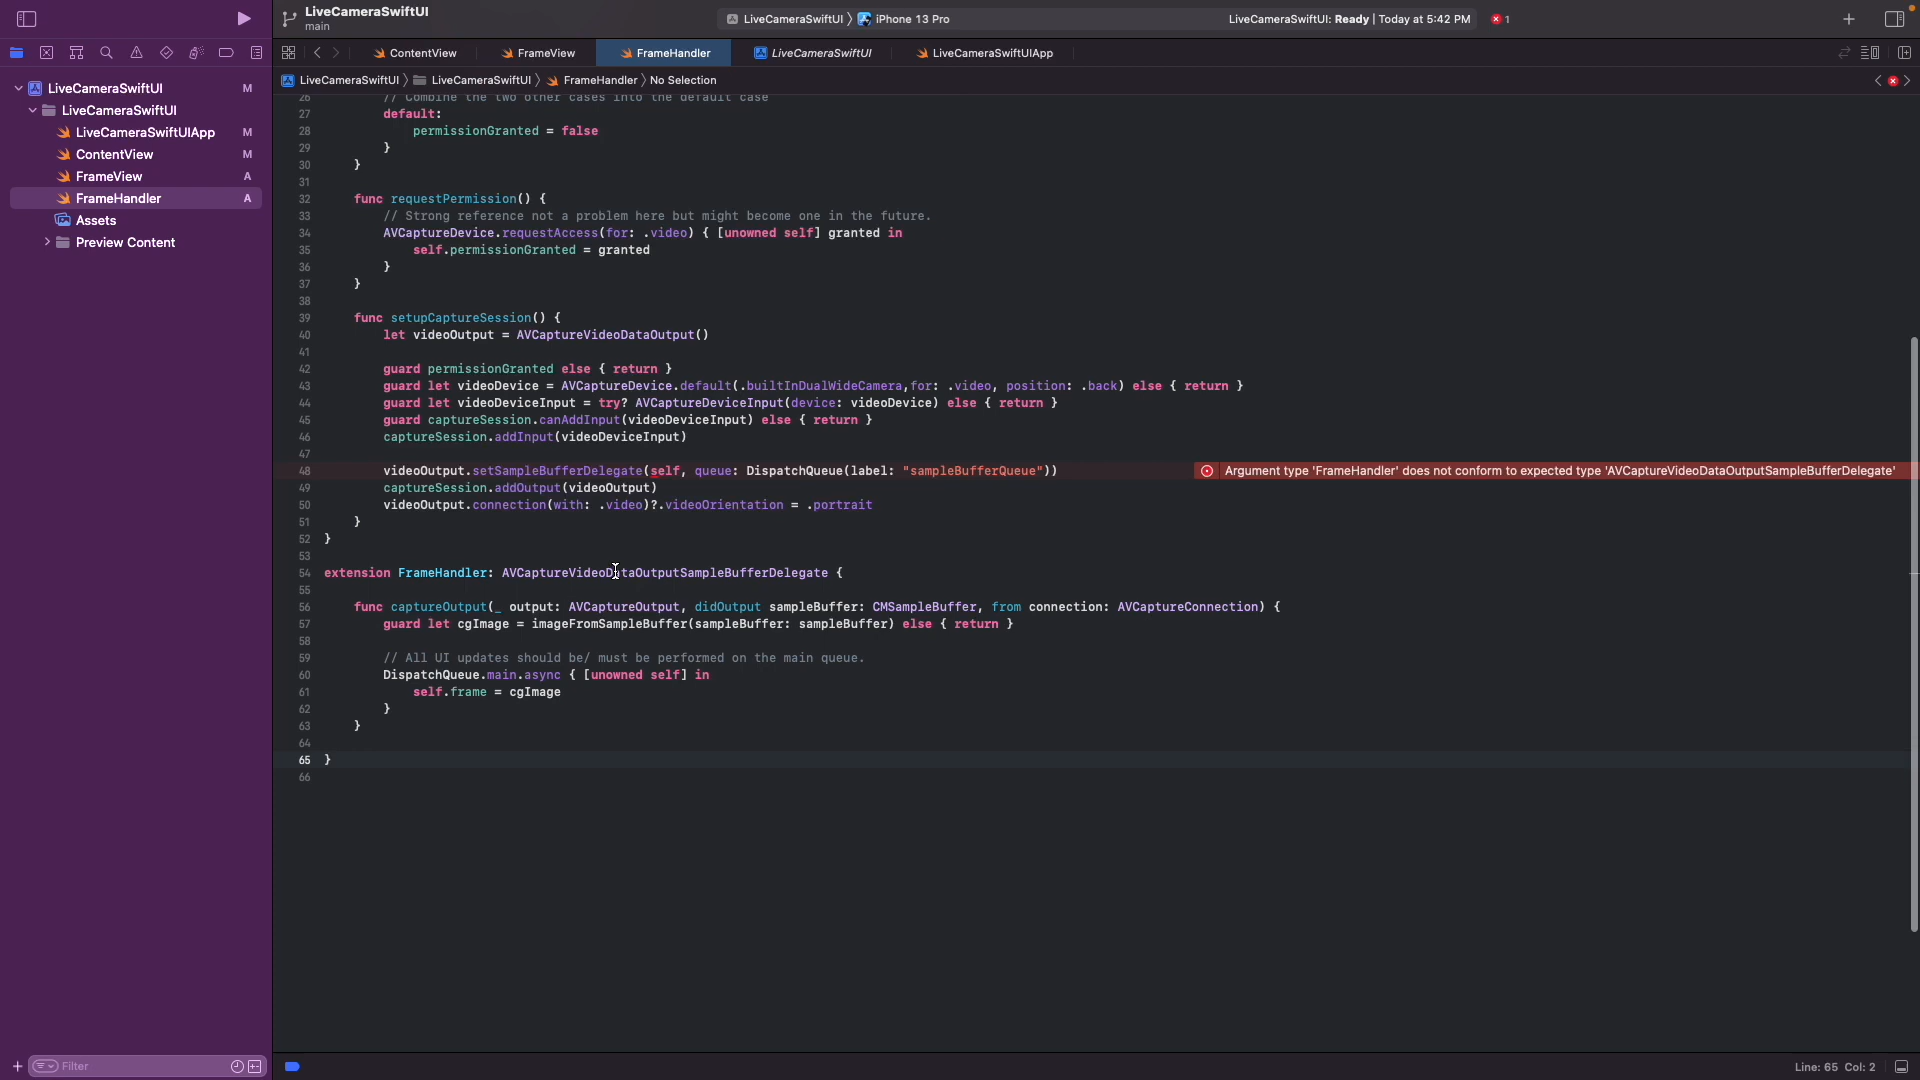 LiveCameraSwiftUI
main
LiveCameraSwiftUI 〉 iPhone 13 Pro
LiveCameraSwiftUI: Ready | Today at 5:42 PM
1
ContentView
FrameView
FrameHandler
LiveCameraSwiftUI
LiveCameraSwiftUIApp
LiveCameraSwiftUI 〉 LiveCameraSwiftUI 〉 FrameHandler 〉 No Selection
LiveCameraSwiftUI M
LiveCameraSwiftUI
LiveCameraSwiftUIApp M
ContentView M
FrameView A
FrameHandler A
Assets
Preview Content
Filter
26 // Combine the two other cases into the default case
27 default:
28 permissionGranted = false
29 }
30 }
31
32 func requestPermission() {
33 // Strong reference not a problem here but might become one in the future.
34 AVCaptureDevice.requestAccess(for: .video) { [unowned self] granted in
35 self.permissionGranted = granted
36 }
37 }
38
39 func setupCaptureSession() {
40 let videoOutput = AVCaptureVideoDataOutput()
41
42 guard permissionGranted else { return }
43 guard let videoDevice = AVCaptureDevice.default(.builtInDualWideCamera,for: .video, position: .back) else { return }
44 guard let videoDeviceInput = try? AVCaptureDeviceInput(device: videoDevice) else { return }
45 guard captureSession.canAddInput(videoDeviceInput) else { return }
46 captureSession.addInput(videoDeviceInput)
47
48 videoOutput.setSampleBufferDelegate(self, queue: DispatchQueue(label: "sampleBufferQueue")) Argument type 'FrameHandler' does not conform to expected type 'AVCaptureVideoDataOutputSampleBufferDelegate'
49 captureSession.addOutput(videoOutput)
50 videoOutput.connection(with: .video)?.videoOrientation = .portrait
51 }
52 }
53
54 extension FrameHandler: AVCaptureVideoDataOutputSampleBufferDelegate {
55
56 func captureOutput(_ output: AVCaptureOutput, didOutput sampleBuffer: CMSampleBuffer, from connection: AVCaptureConnection) {
57 guard let cgImage = imageFromSampleBuffer(sampleBuffer: sampleBuffer) else { return }
58
59 // All UI updates should be/ must be performed on the main queue.
60 DispatchQueue.main.async { [unowned self] in
61 self.frame = cgImage
62 }
63 }
64
65 }
66
Line: 65 Col: 2